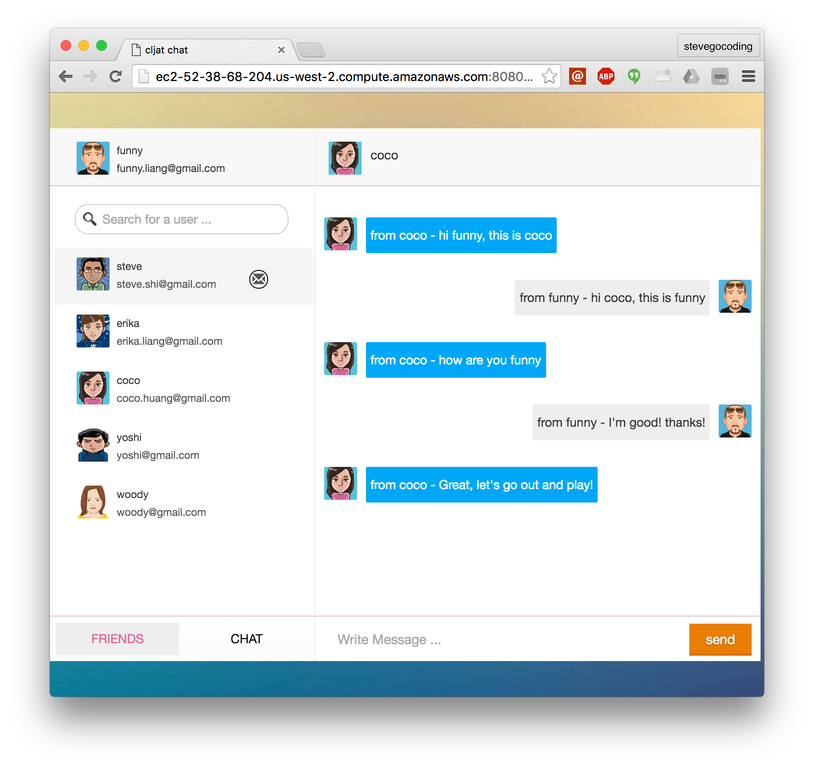 cljat chat
stevegocoding
ec2-52-38-68-204.us-west-2.compute.amazonaws.com:8080...
@
ABP
funny
funny.liang@gmail.com
coco
Search for a user ...
steve
steve.shi@gmail.com
erika
erika.liang@gmail.com
coco
coco.huang@gmail.com
yoshi
yoshi@gmail.com
woody
woody@gmail.com
from coco - hi funny, this is coco
from funny - hi coco, this is funny
from coco - how are you funny
from funny - I'm good! thanks!
from coco - Great, let's go out and play!
FRIENDS
CHAT
Write Message ...
send